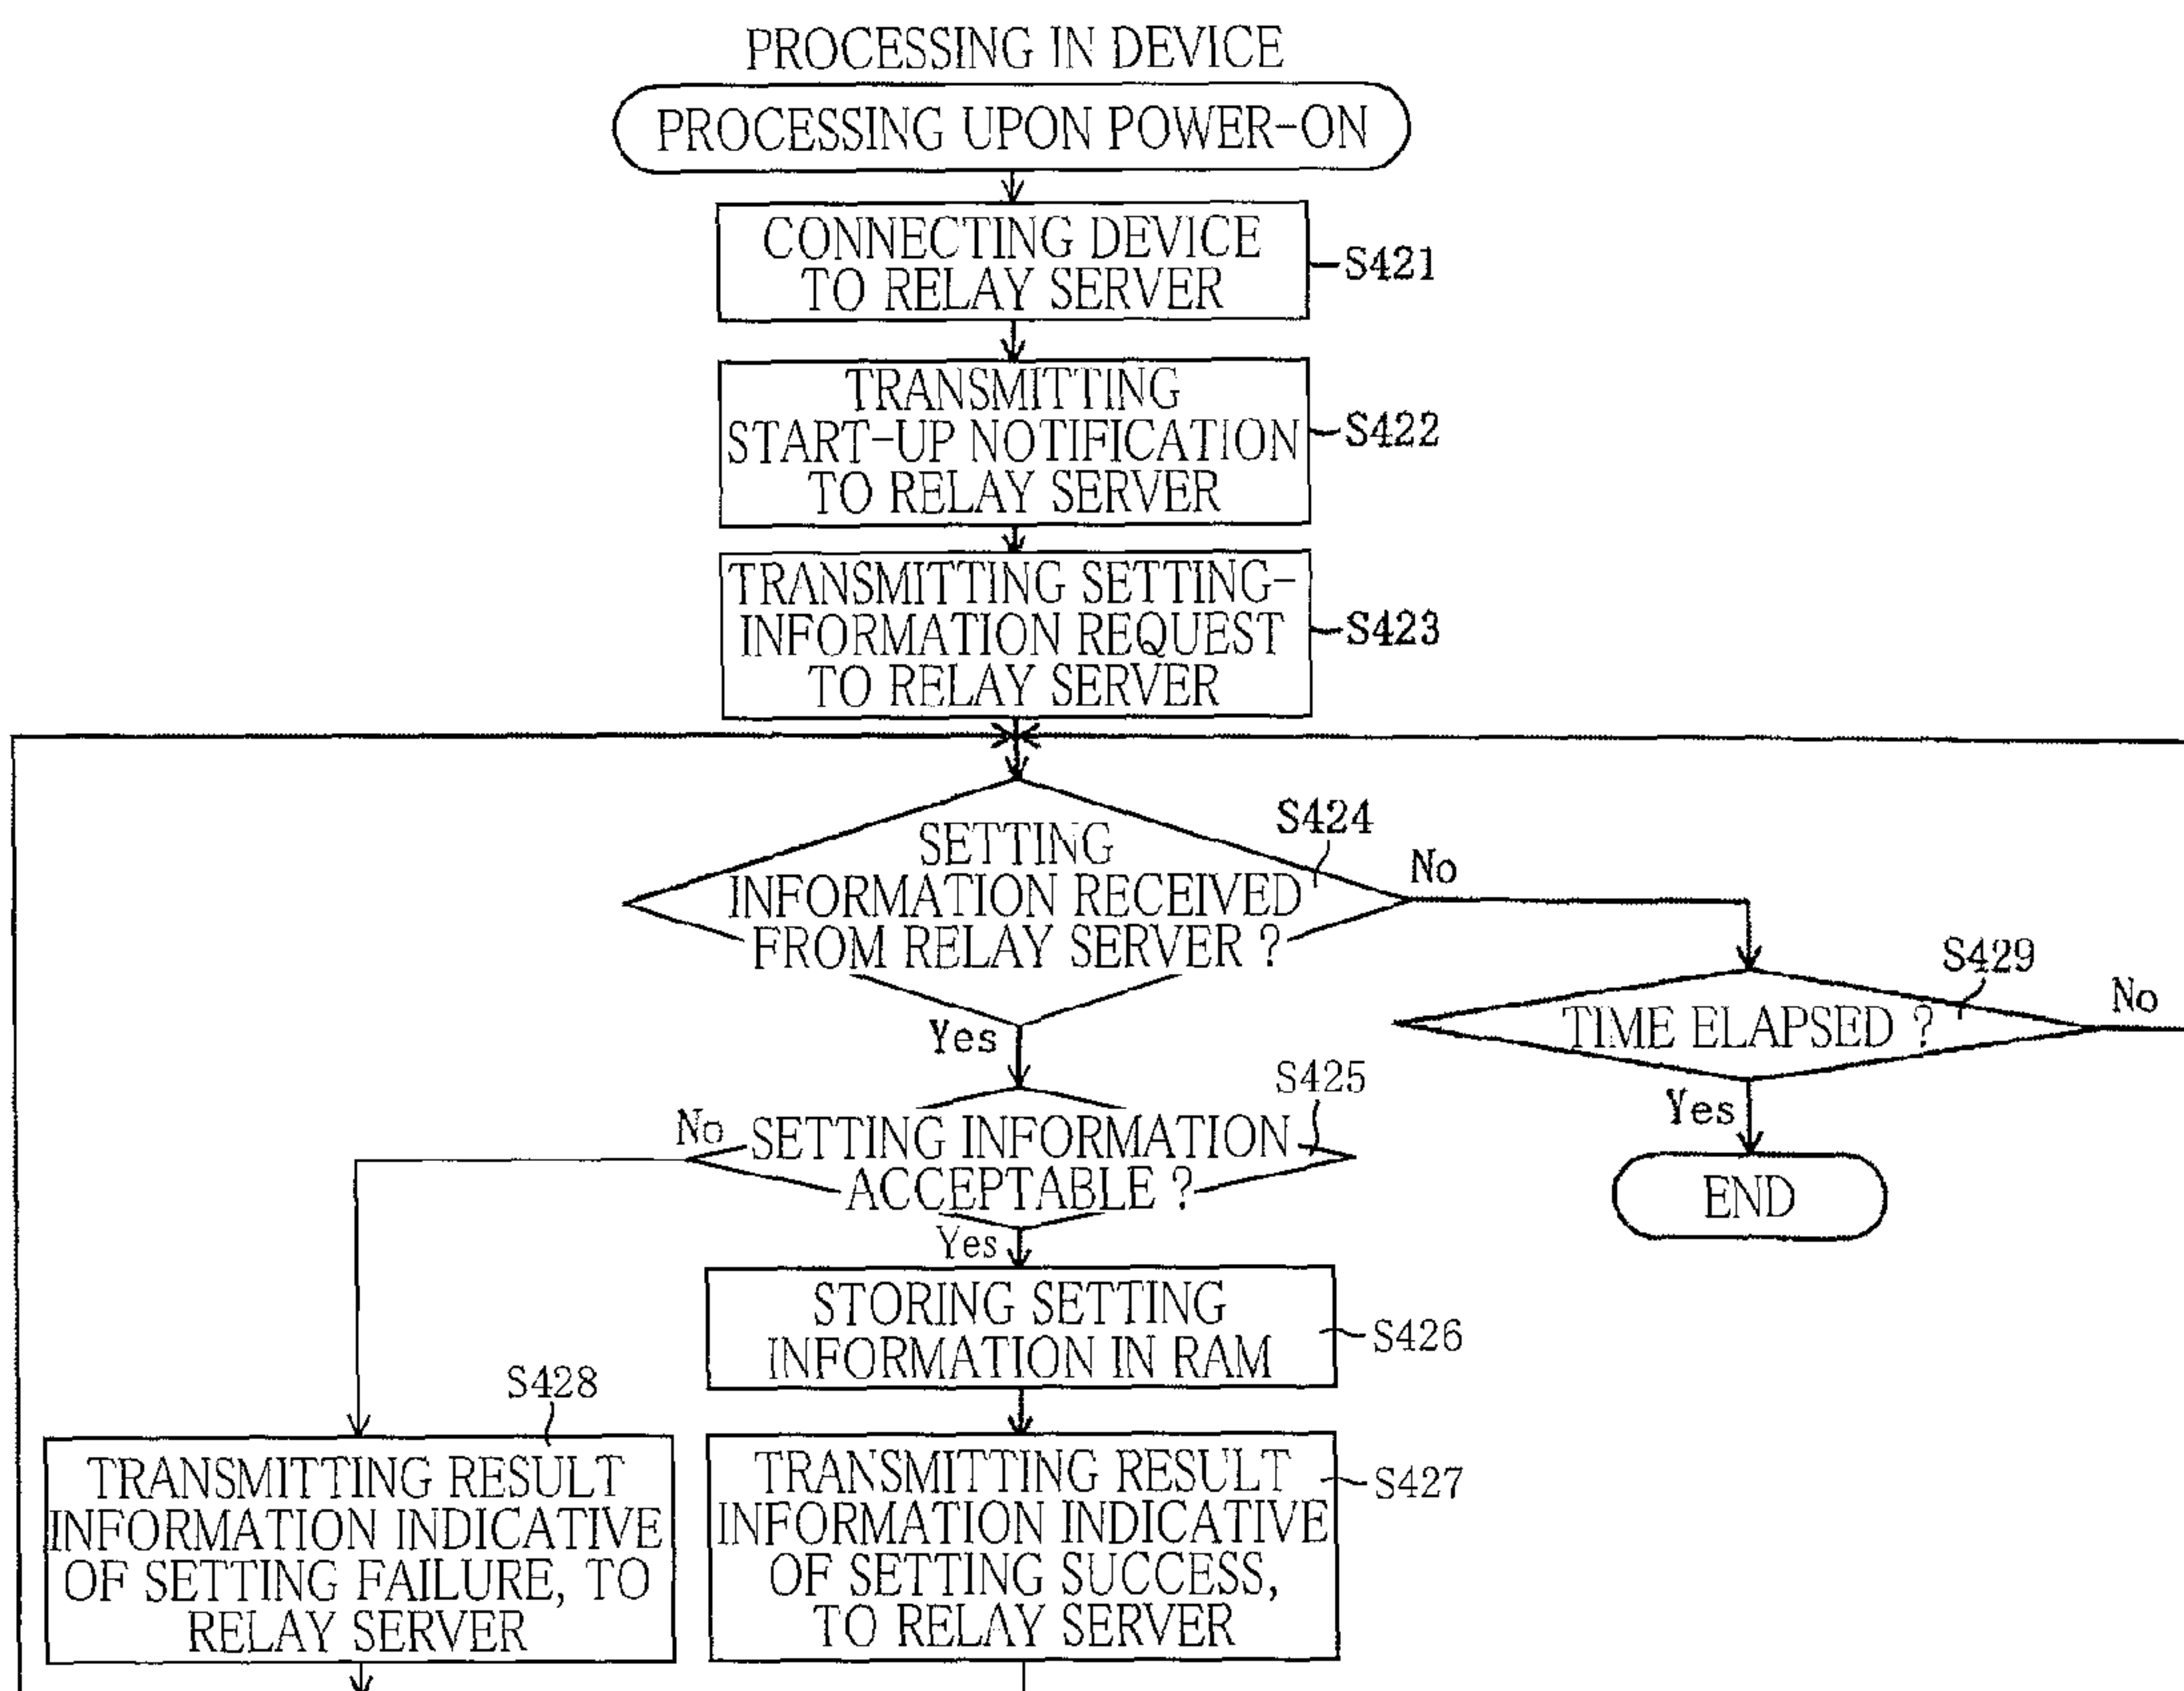 PROCESSING IN DEVICE
PROCESSING UPON POWER-ON
CONNECTING DEVICE
TO RELAY SERVER
S421
TRANSMITTING
START-UP NOTIFICATION
TO RELAY SERVER
S422
TRANSMITTING SETTING-
INFORMATION REQUEST
TO RELAY SERVER
S423
S424
SETTING
INFORMATION RECEIVED
FROM RELAY SERVER ?
No
Yes
S429
TIME ELAPSED ?
No
Yes
END
S425
SETTING INFORMATION
ACCEPTABLE ?
No
Yes
STORING SETTING
INFORMATION IN RAM
S426
S428
TRANSMITTING RESULT
INFORMATION INDICATIVE
OF SETTING FAILURE, TO
RELAY SERVER
TRANSMITTING RESULT
INFORMATION INDICATIVE
OF SETTING SUCCESS,
TO RELAY SERVER
S427